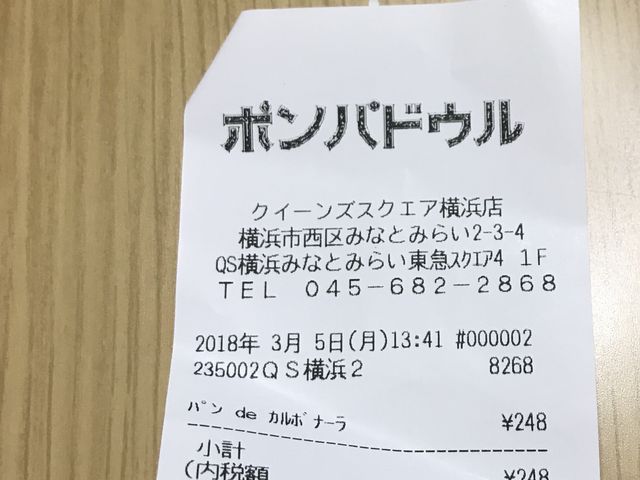 ポンパドウル
クイーンズスクエア横浜店
横浜市西区みなとみらい2-3-4
QS横浜みなとみらい東急ｽｸｴｱ4 1F
TEL 045-682-2868
2018年 3月 5日(月)13:41 #000002
235002QS横浜2 8268
パン de カルボナーラ ¥248
小計 ¥248
(内税額